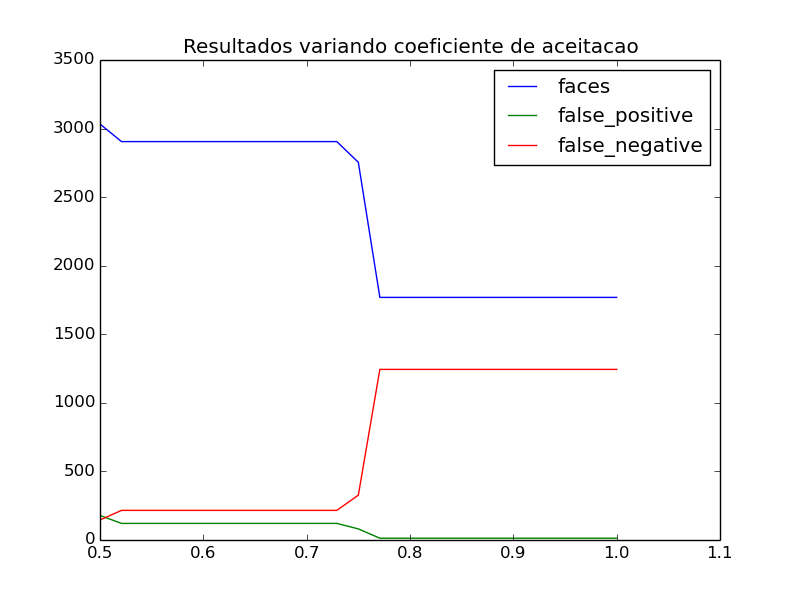 Resultados variando coeficiente de aceitacao
3500
3000
2500
2000
1500
1000
500
0
faces
false_positive
false_negative
0.5 0.6 0.7 0.8 0.9 1.0 1.1